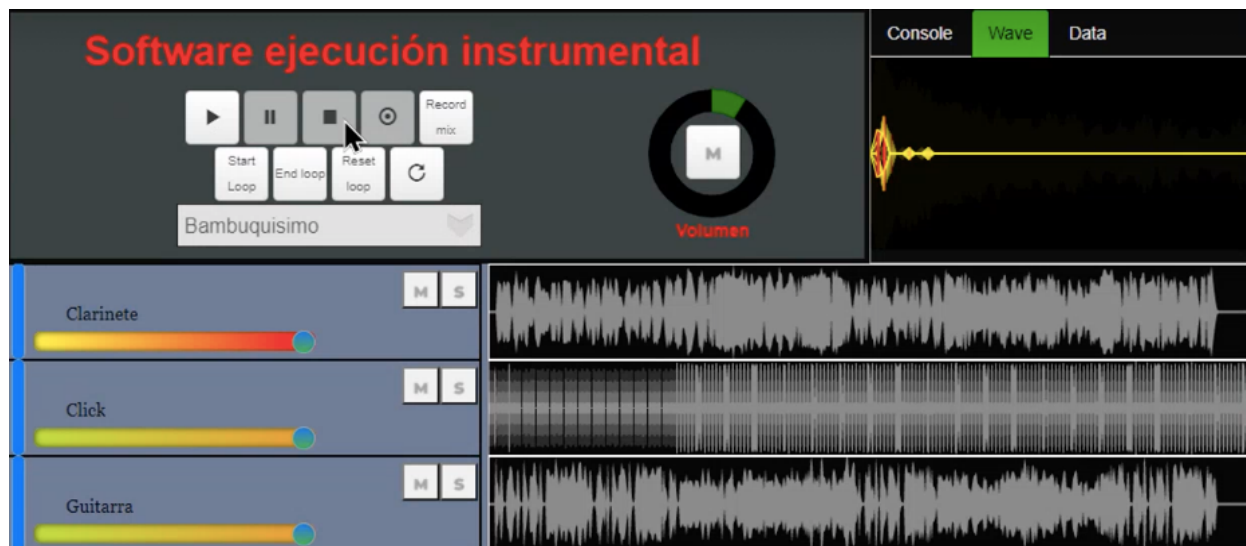 Software ejecución instrumental
Console Wave Data
Record
mix
Start
Loop
End loop
Reset
loop
M
Bambuquisimo
Volumen
M S
Clarinete
M S
Click
M S
Guitarra